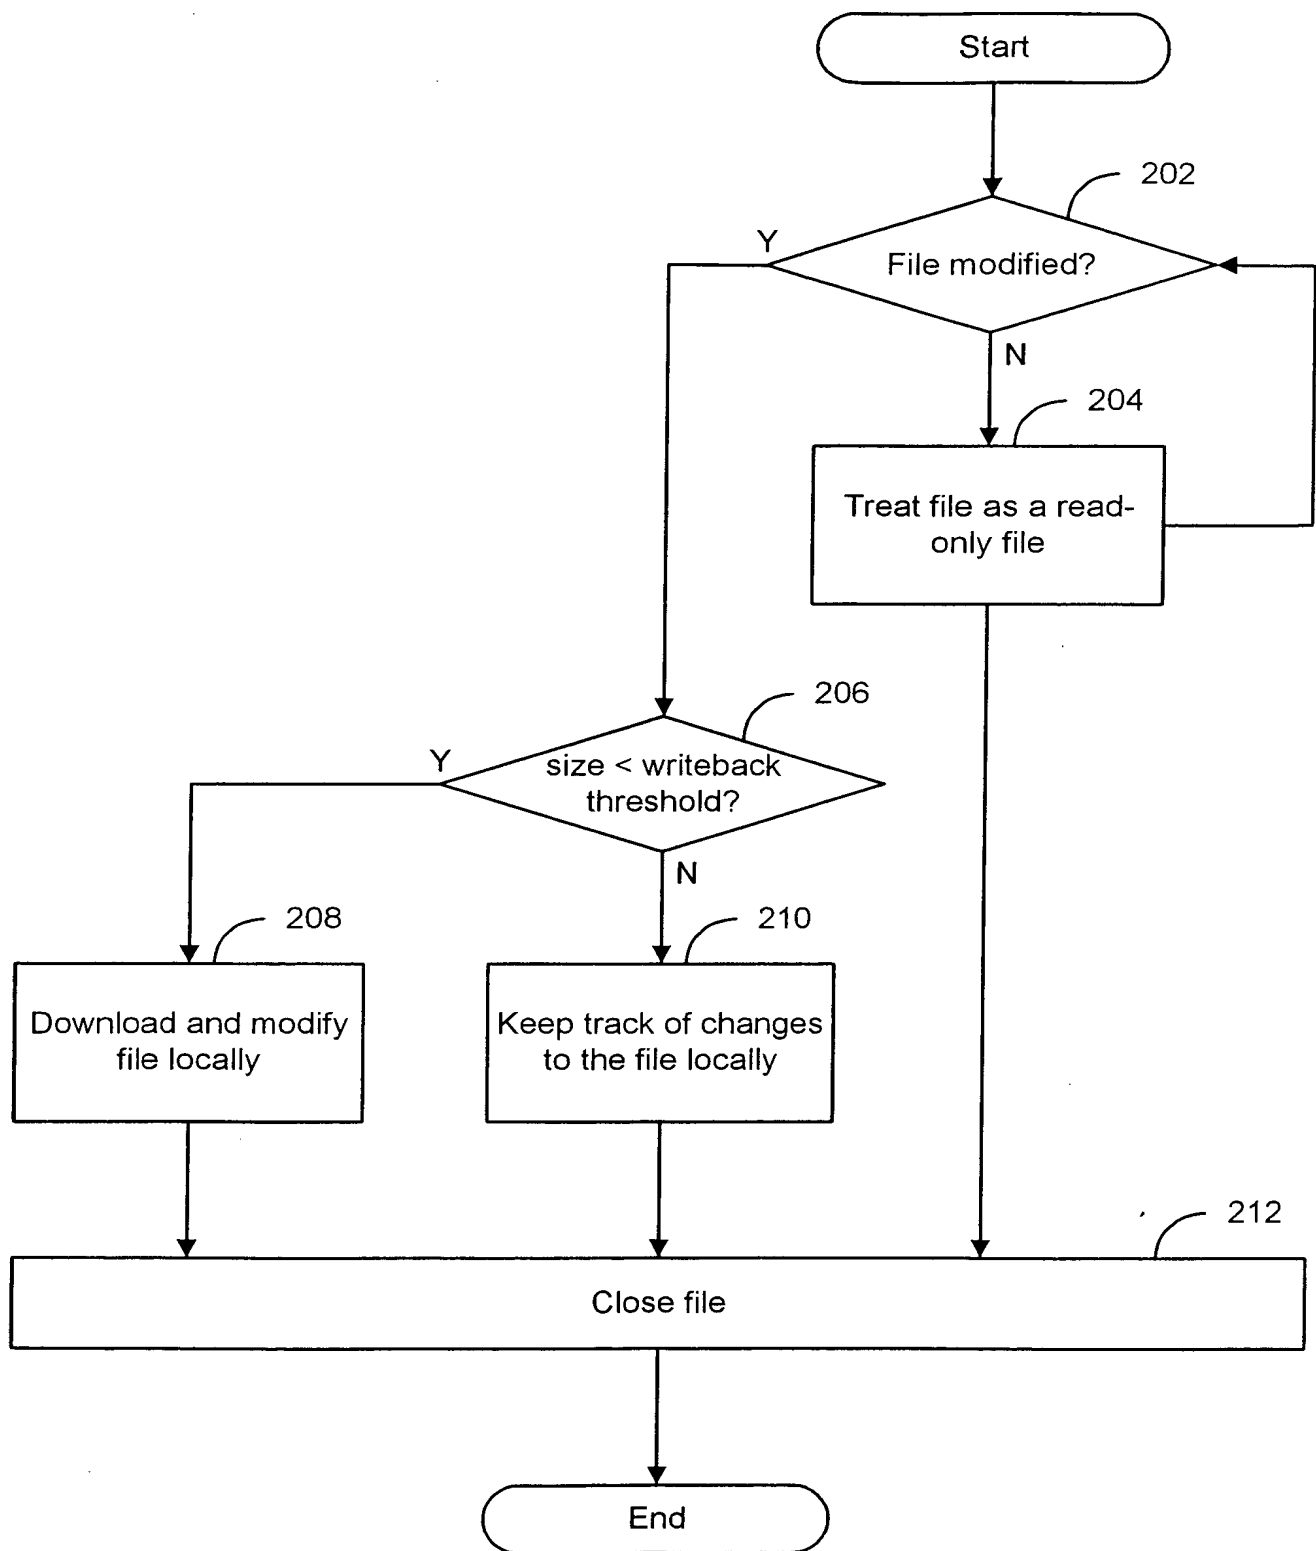 Start
202
Y
File modified?
N
204
Treat file as a read-
only file
206
Y
size < writeback
threshold?
N
208
210
Download and modify
file locally
Keep track of changes
to the file locally
212
Close file
End